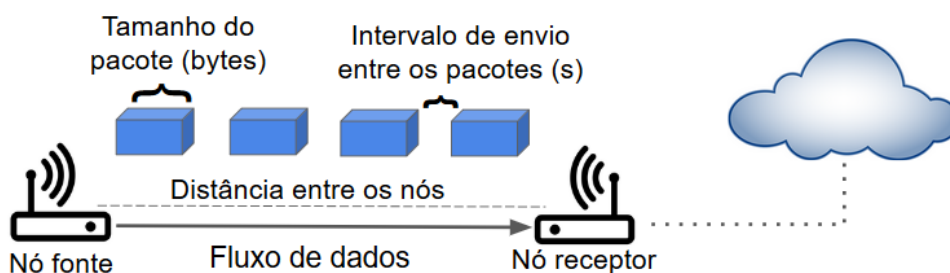 Tamanho do
pacote (bytes)
Intervalo de envio
entre os pacotes (s)
Distância entre os nós
Fluxo de dados
Nó fonte
Nó receptor